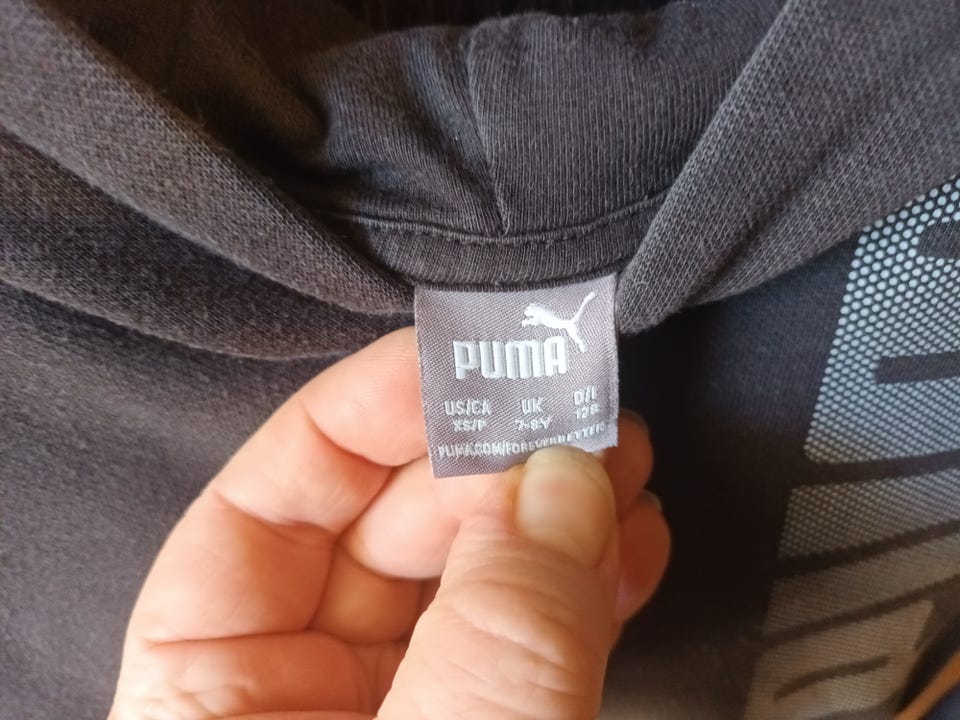 PUMA
US/CA UK D/I
XS/P 7-8Y 128
PUMA.COM/FOREVERBETTER